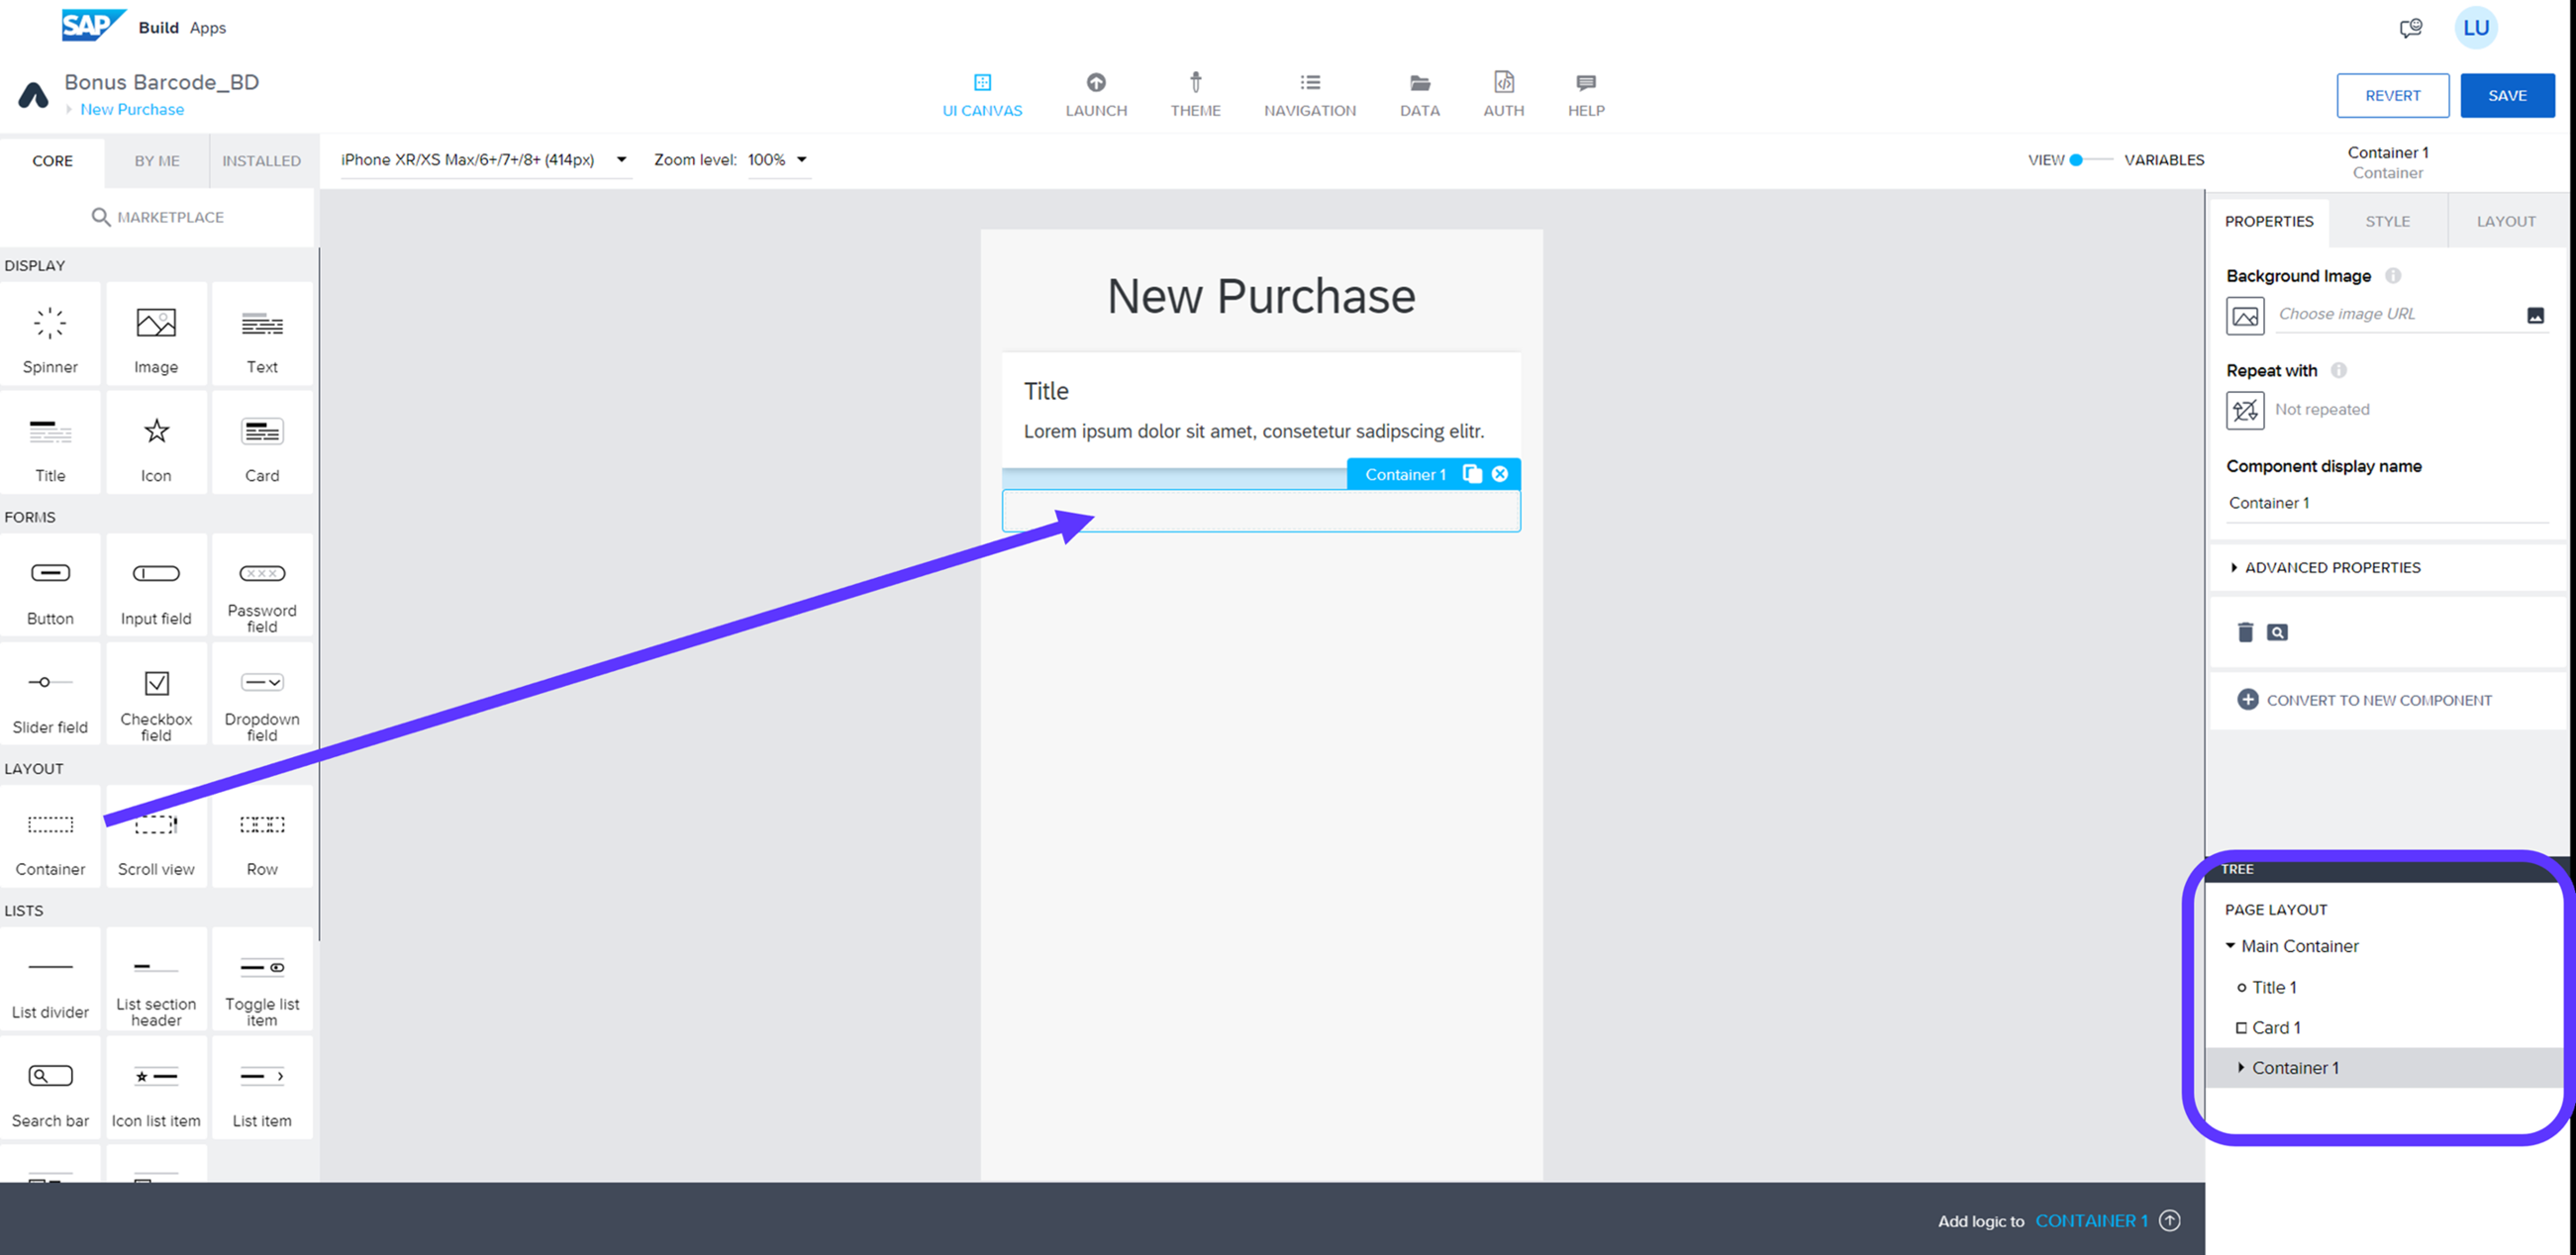 SAP Build Apps
Bonus Barcode_BD
New Purchase
UI CANVAS
LAUNCH
THEME
NAVIGATION
DATA
AUTH
HELP
REVERT
SAVE
LU
CORE
BY ME
INSTALLED
iPhone XR/XS Max/6+/7+/8+ (414px)
Zoom level: 100%
VIEW
VARIABLES
Container 1
Container
MARKETPLACE
DISPLAY
Spinner
Image
Text
Title
Icon
Card
FORMS
Button
Input field
Password
field
Slider field
Checkbox
field
Dropdown
field
LAYOUT
Container
Scroll view
Row
LISTS
List divider
List section
header
Toggle list
item
Search bar
Icon list item
List item
New Purchase
Title
Lorem ipsum dolor sit amet, consetetur sadipscing elitr.
Container 1
PROPERTIES
STYLE
LAYOUT
Background Image
Choose image URL
Repeat with
Not repeated
Component display name
Container 1
ADVANCED PROPERTIES
CONVERT TO NEW COMPONENT
TREE
PAGE LAYOUT
Main Container
Title 1
Card 1
Container 1
Add logic to CONTAINER 1